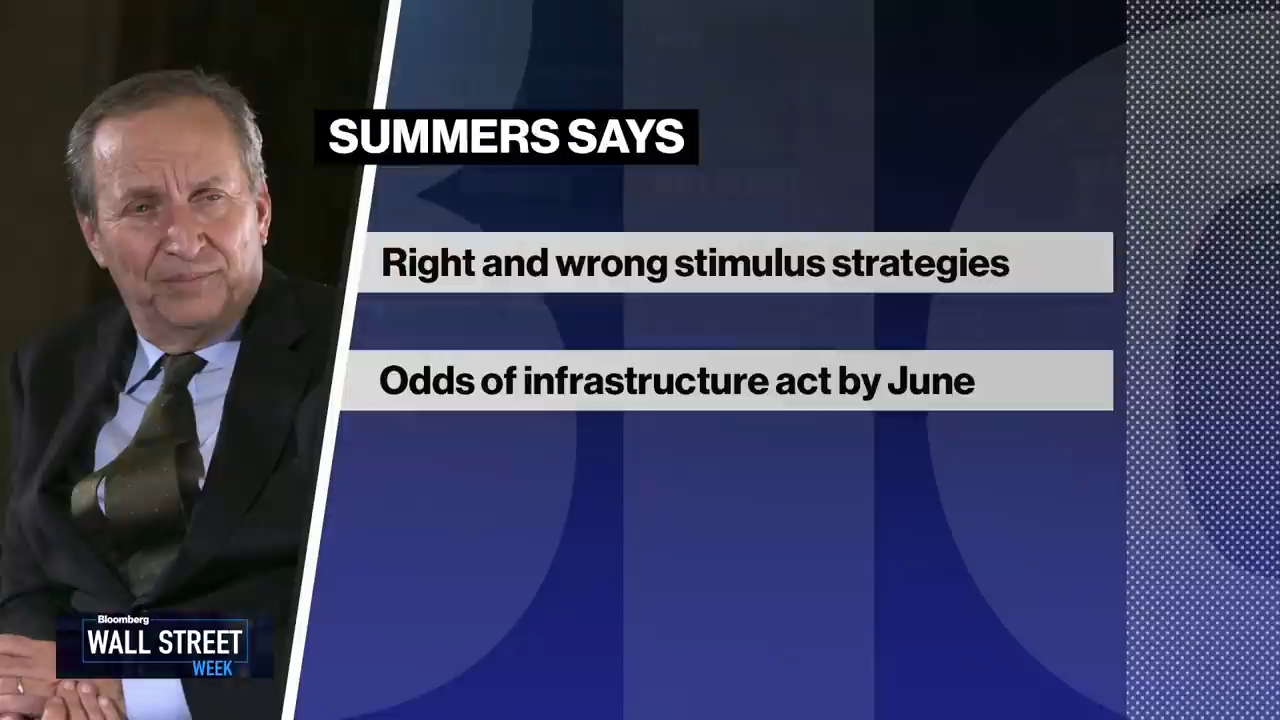 SUMMERS SAYS
Right and wrong stimulus strategies
Odds of infrastructure act by June
Bloomberg
WALL STREET
WEEK